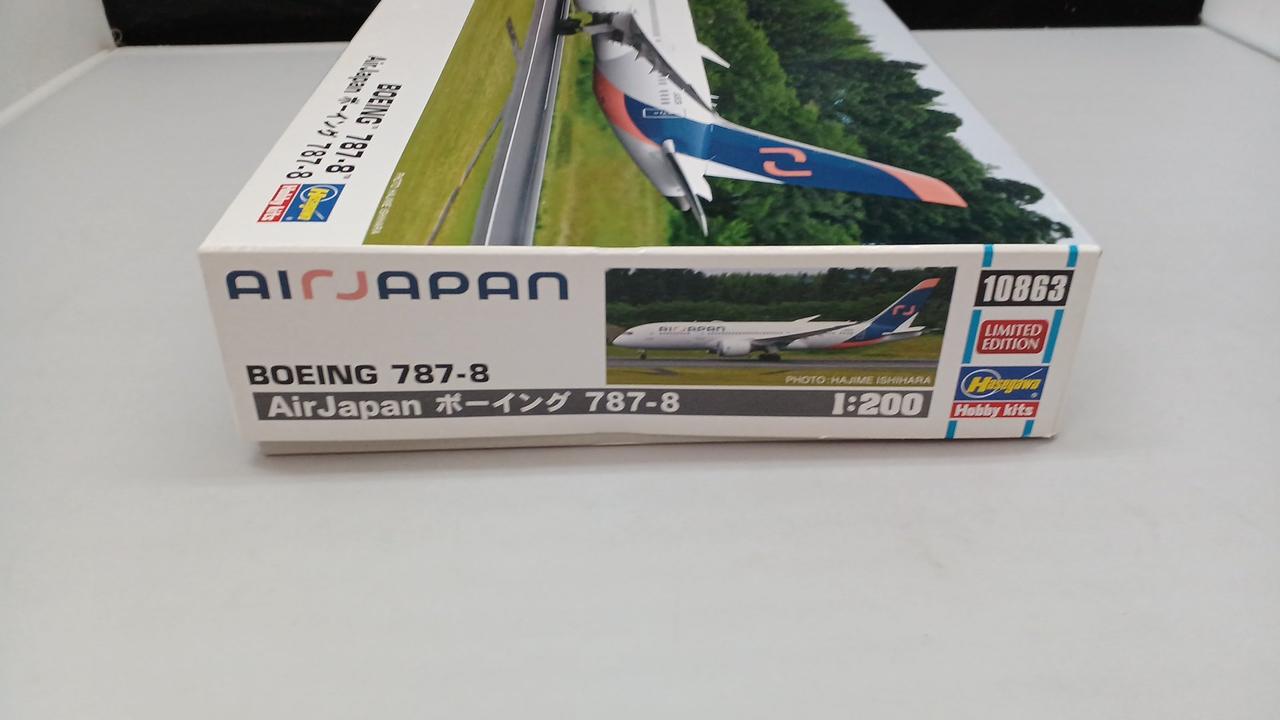 BOEING 787-8
AirJapan ボーイング 787-8
Hasegawa
AIRJAPAN
BOEING 787-8
AirJapan ボーイング 787-8
AIRJAPAN
PHOTO : HAJIME ISHIHARA
1:200
10863
LIMITED
EDITION
Hasegawa
Hobby kits